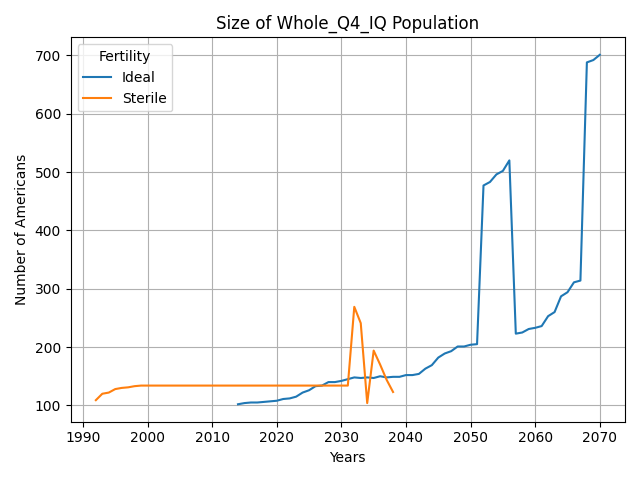 Size of Whole_Q4_IQ Population
Fertility
Ideal
Sterile
Number of Americans
700
600
500
400
300
200
100
1990 2000 2010 2020 2030 2040 2050 2060 2070
Years